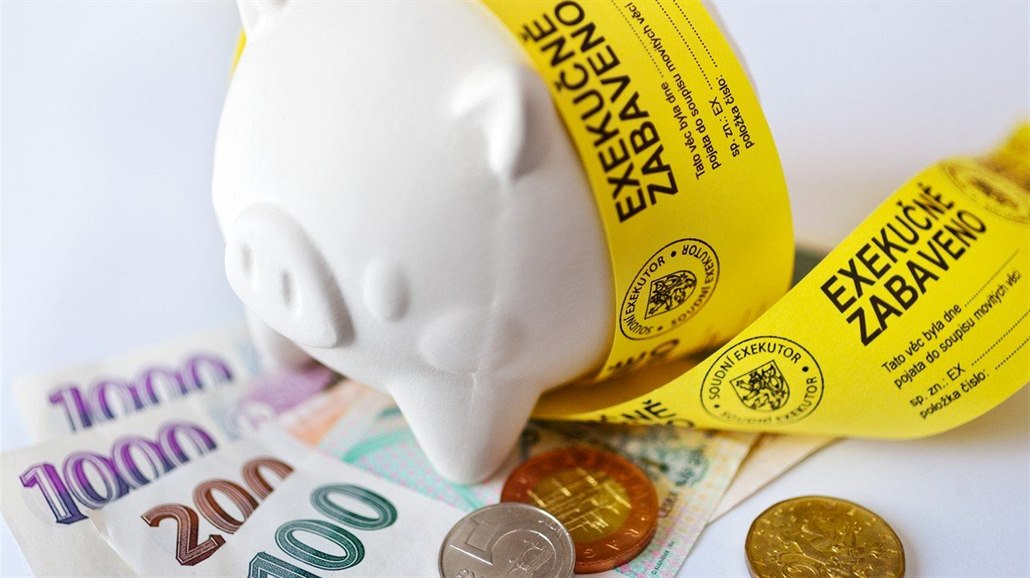 EXEKUČNĚ
ZABAVENO
Tato věc byla dne
pojata do soupisu movitých věcí
sp. zn.: EX
položka číslo:
SOUDNÍ EXEKUTOR • SOUDNÍ EXEKUTOR •
EXEKUČNĚ
ZABAVENO
Tato věc byla dne
pojata do soupisu movitých věcí
sp. zn.: EX
položka číslo:
SOUDNÍ EXEKUTOR • SOUDNÍ EXEKUTOR •
1000
1000
200
100
5